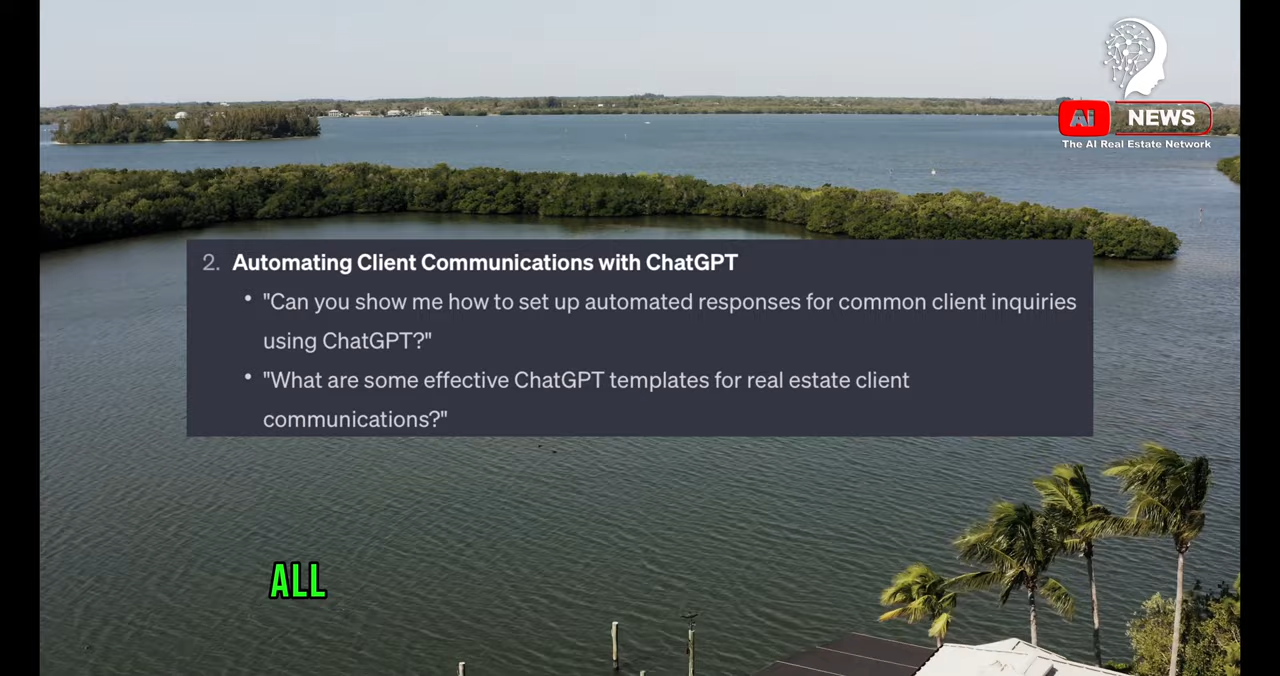 Ai NEWS
The AI Real Estate Network
2. Automating Client Communications with ChatGPT
• "Can you show me how to set up automated responses for common client inquiries
using ChatGPT?"
• "What are some effective ChatGPT templates for real estate client
communications?"
ALL